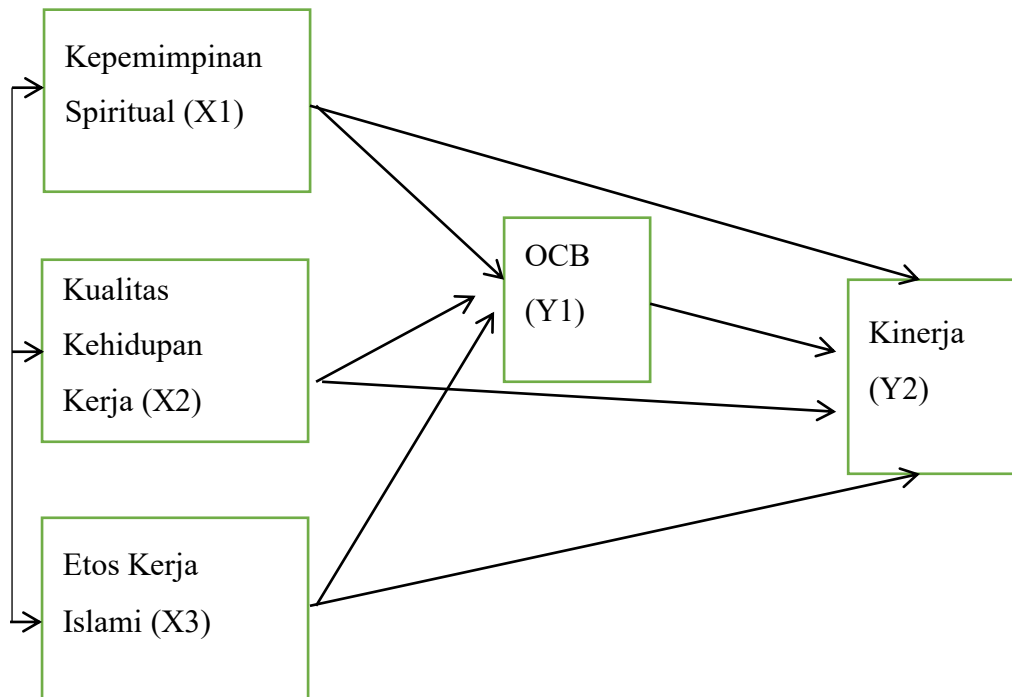 Kepemimpinan
Spiritual (X1)
OCB
(Y1)
Kualitas
Kehidupan
Kerja (X2)
Kinerja
(Y2)
Etos Kerja
Islami (X3)